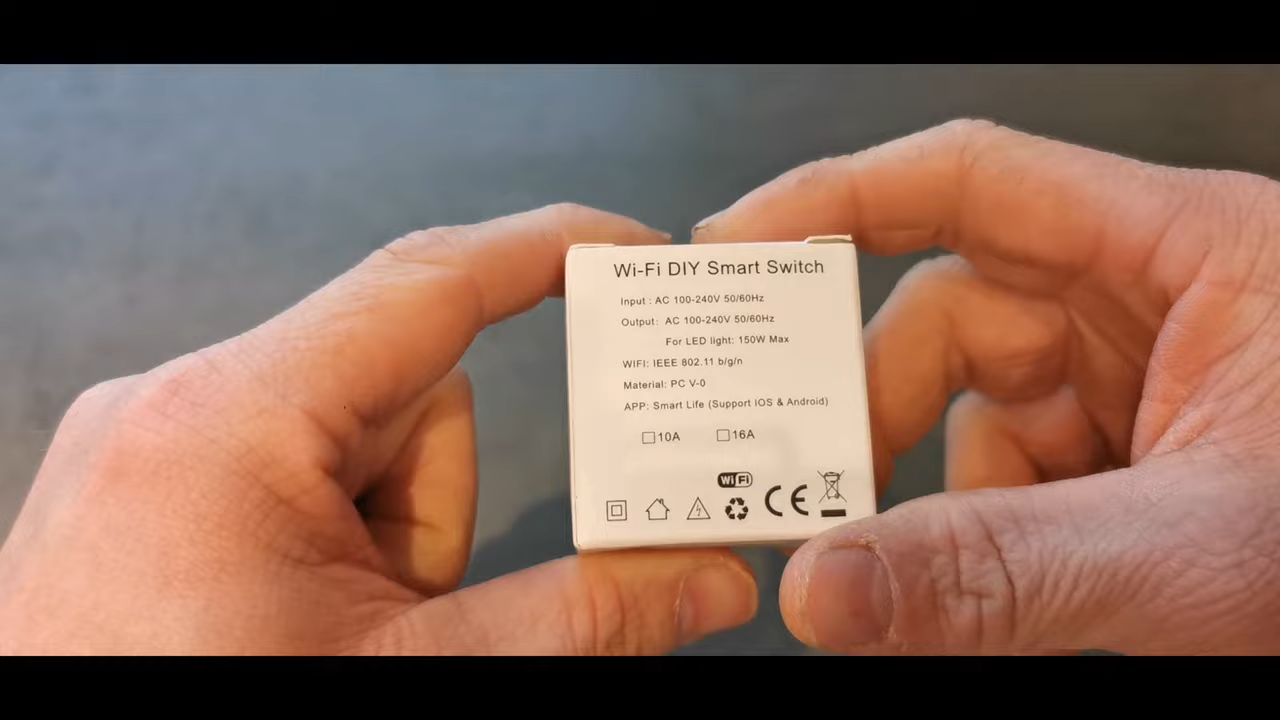 Wi-Fi DIY Smart Switch
Input : AC 100-240V 50/60Hz
Output: AC 100-240V 50/60Hz
For LED light: 150W Max
WIFI: IEEE 802.11 b/g/n
Material: PC V-0
APP: Smart Life (Support IOS & Android)
10A 16A
WiFi
CE